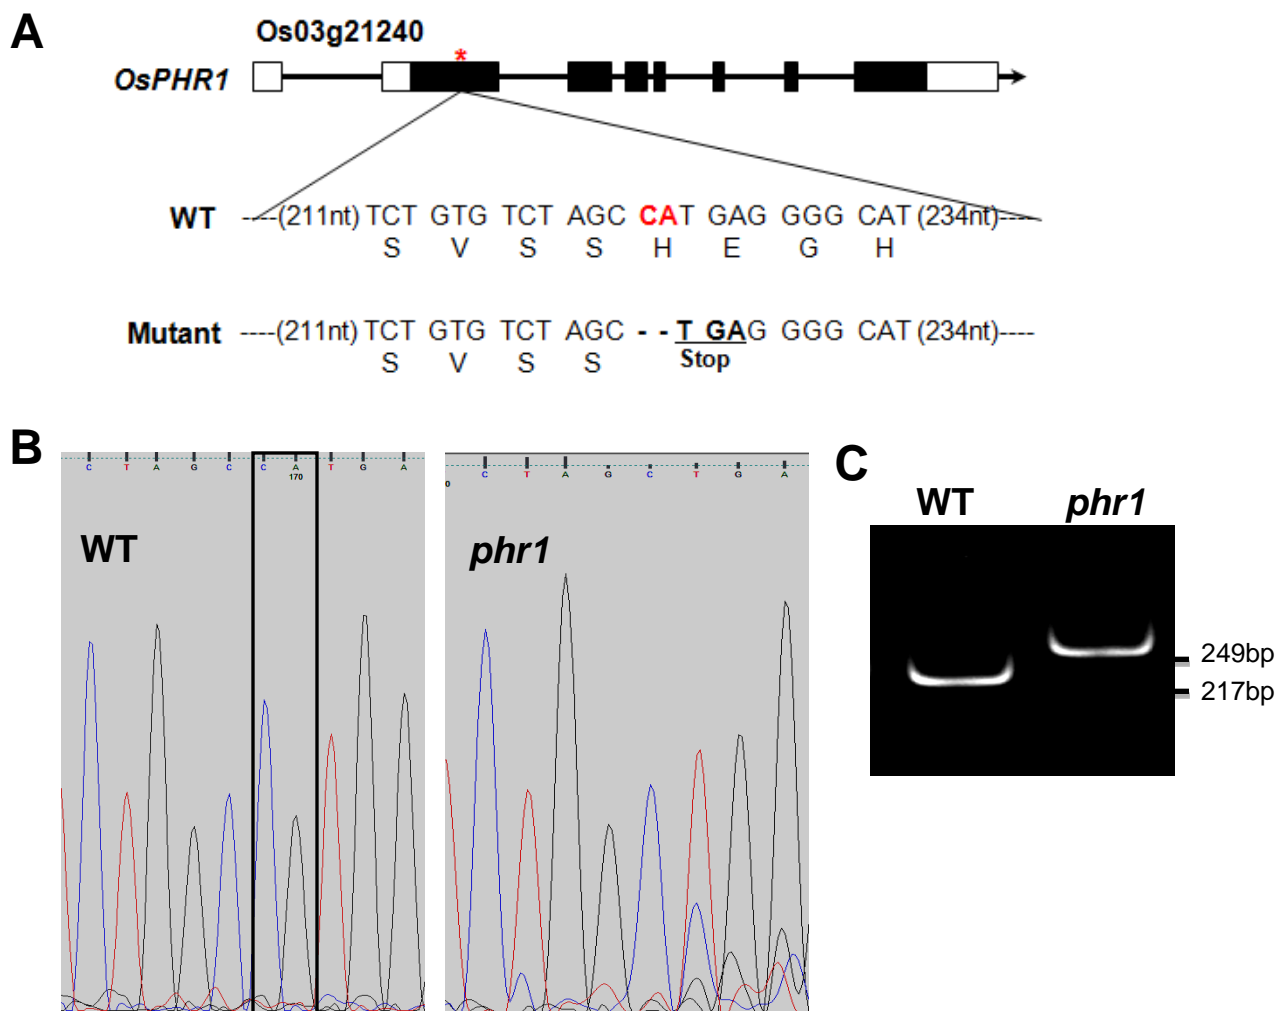 A
Os03g21240
*
OsPHR1
WT ----(211nt) TCT GTG TCT AGC CAT GAG GGG CAT (234nt)----
S V S S H E G H
Mutant ----(211nt) TCT GTG TCT AGC - - T GAG GGG CAT (234nt)----
S V S S Stop
B
C T A G C C A T G A
170
WT
0
C T A G C T G A
phr1
C
WT phr1
249bp
217bp